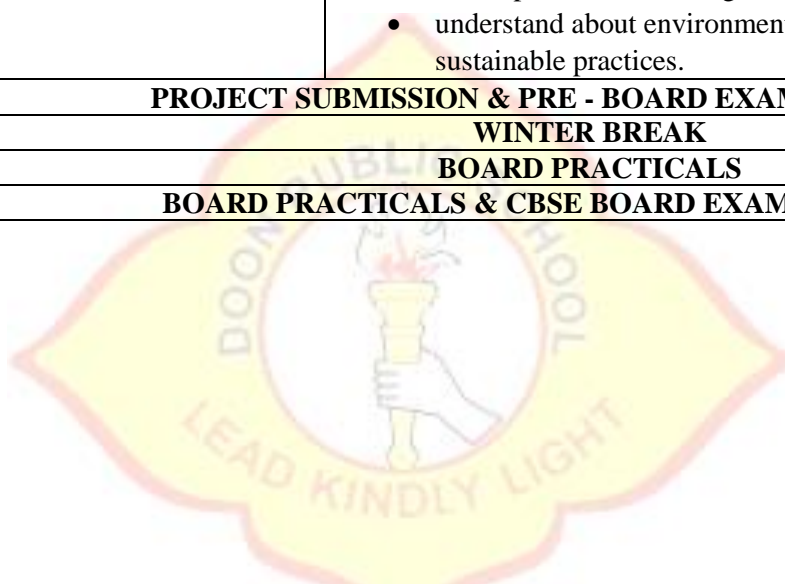 • understand about environment
sustainable practices.
PROJECT SUBMISSION & PRE - BOARD EXAM
WINTER BREAK
BOARD PRACTICALS
BOARD PRACTICALS & CBSE BOARD EXAM
DOON PUBLIC SCHOOL
LEAD KINDLY LIGHT